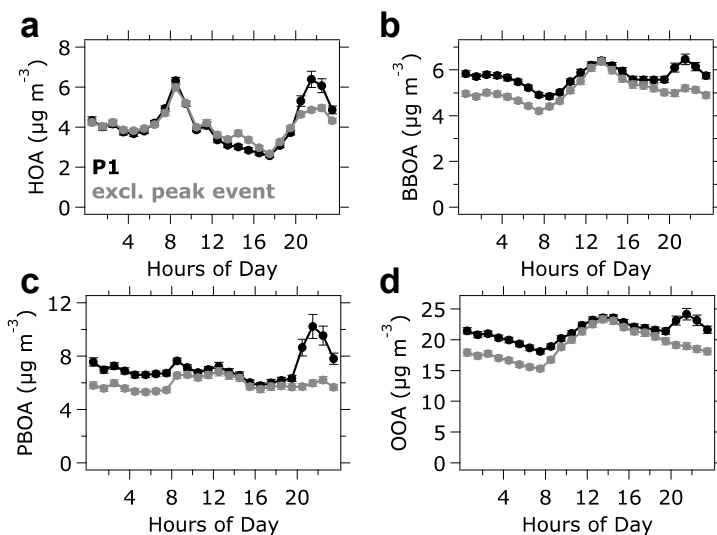 a
HOA (µg m⁻³)
8
6
4
2
0
P1
excl. peak event
4 8 12 16 20
Hours of Day
b
BBOA (µg m⁻³)
6
4
2
0
4 8 12 16 20
Hours of Day
c
PBOA (µg m⁻³)
12
8
4
0
4 8 12 16 20
Hours of Day
d
OOA (µg m⁻³)
25
20
15
10
5
0
4 8 12 16 20
Hours of Day